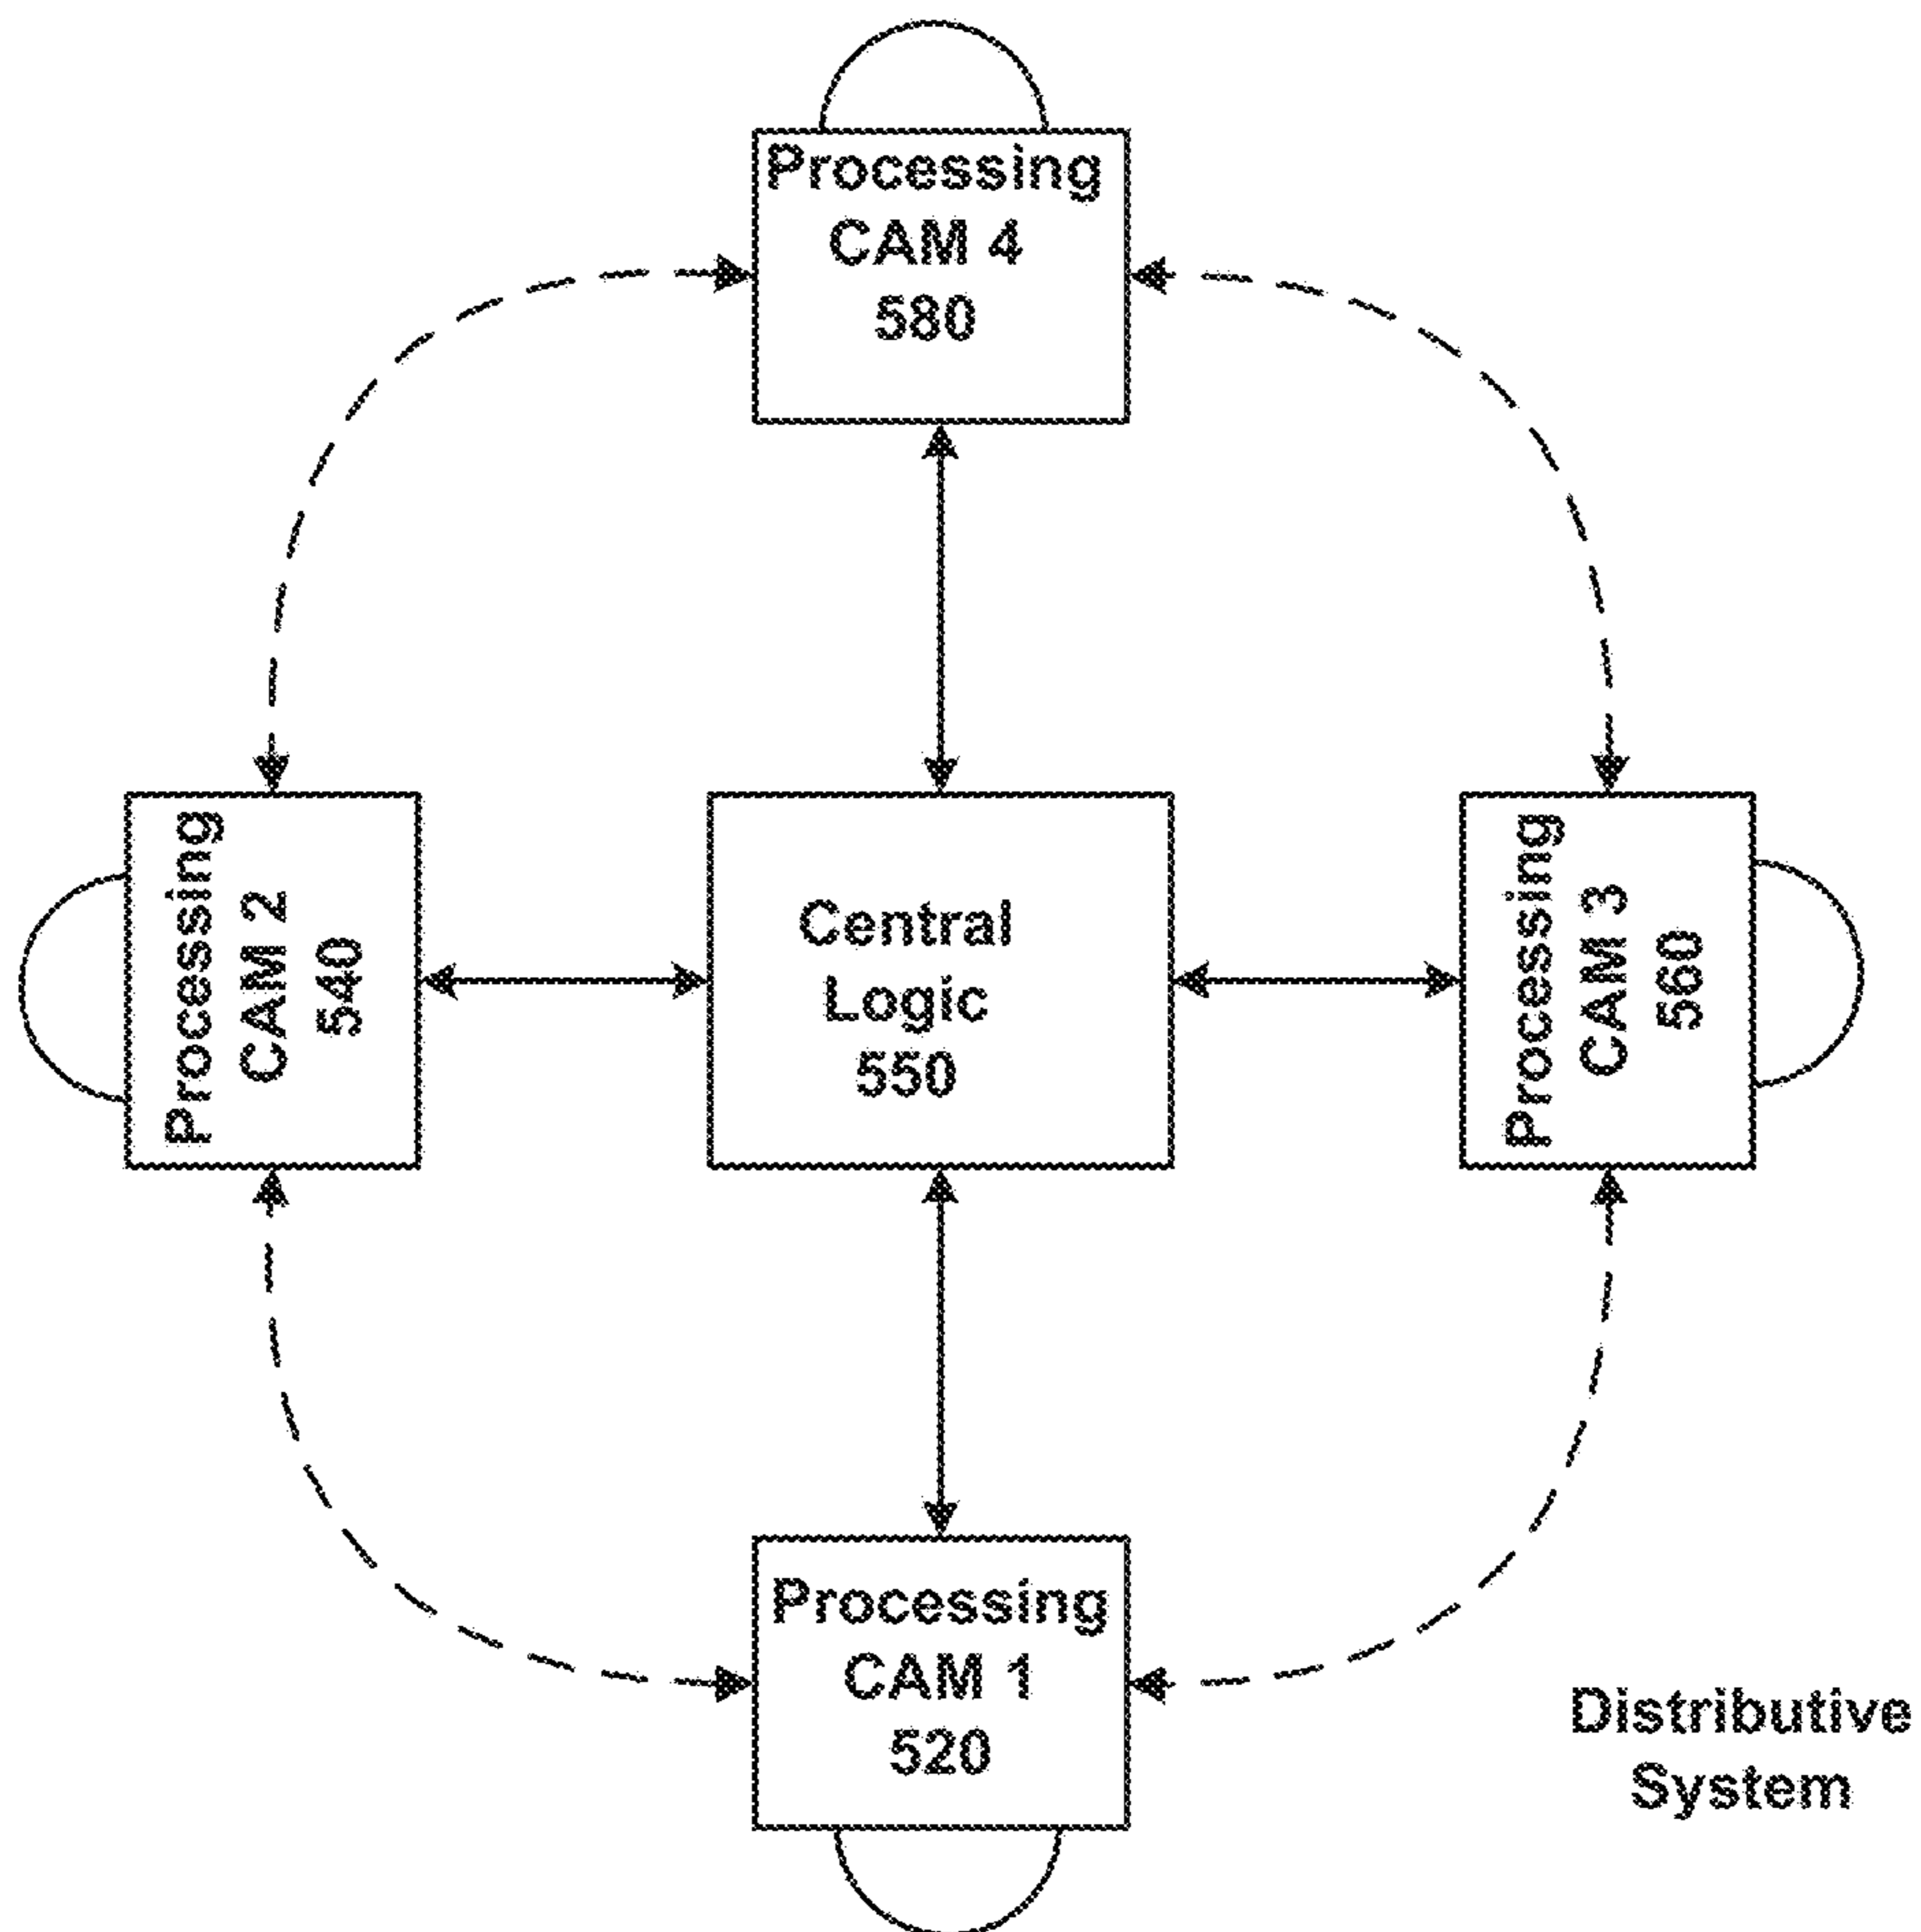 Processing
CAM 4
580
Processing
CAM 2
540
Central
Logic
550
Processing
CAM 3
560
Processing
CAM 1
520
Distributive
System